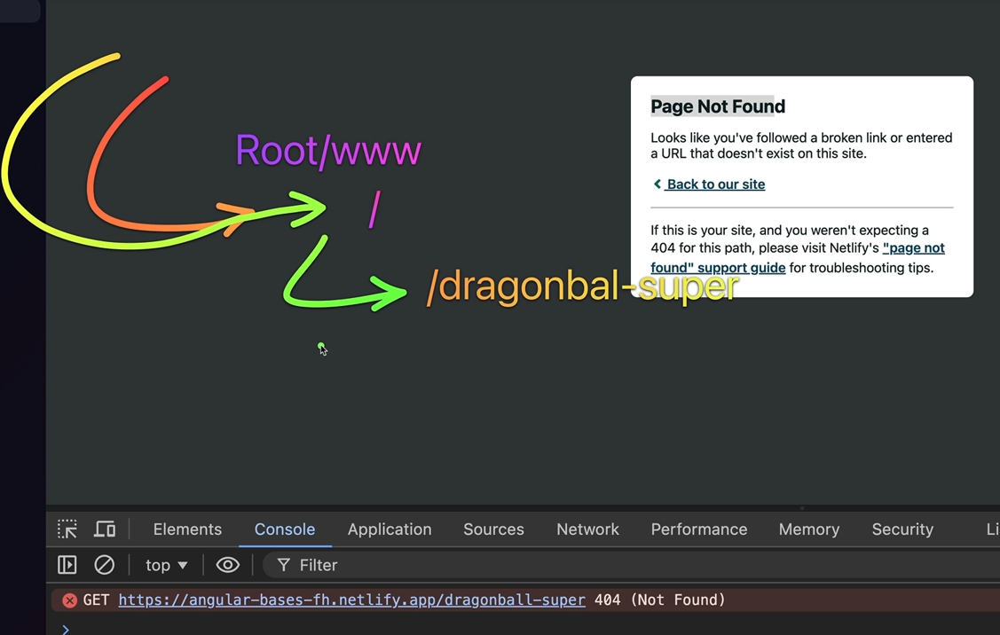 Page Not Found
Looks like you've followed a broken link or entered
a URL that doesn't exist on this site.
Back to our site
If this is your site, and you weren't expecting a
404 for this path, please visit Netlify's "page not
found" support guide for troubleshooting tips.
Root/www
/
/dragonbal-super
Elements Console Application Sources Network Performance Memory Security Li
top Filter
GET https://angular-bases-fh.netlify.app/dragonball-super 404 (Not Found)